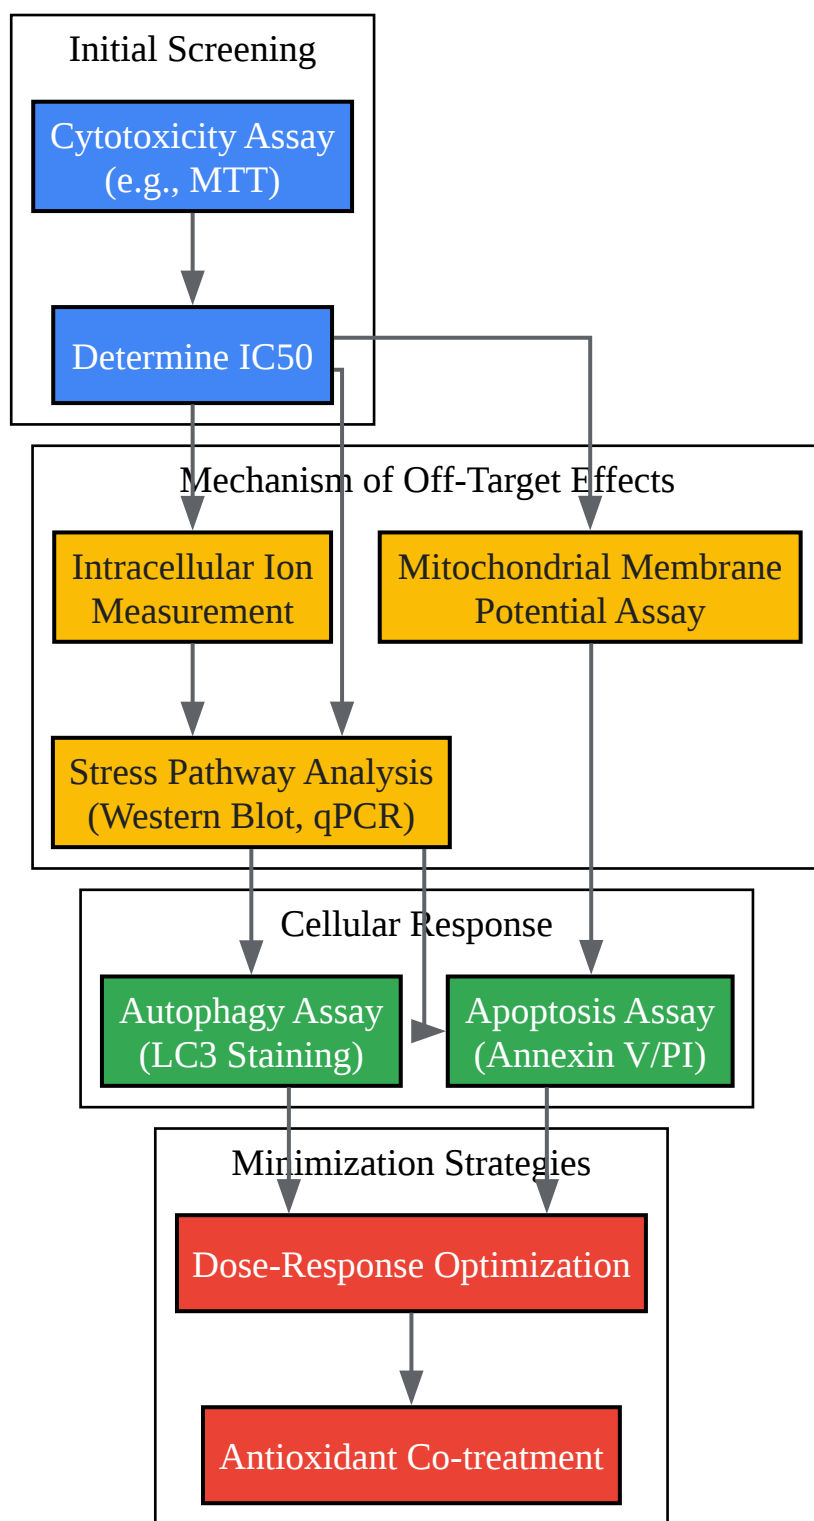 Initial Screening
Cytotoxicity Assay
(e.g., MTT)
Determine IC50
Mechanism of Off-Target Effects
Intracellular Ion
Measurement
Mitochondrial Membrane
Potential Assay
Stress Pathway Analysis
(Western Blot, qPCR)
Cellular Response
Autophagy Assay
(LC3 Staining)
Apoptosis Assay
(Annexin V/PI)
Minimization Strategies
Dose-Response Optimization
Antioxidant Co-treatment